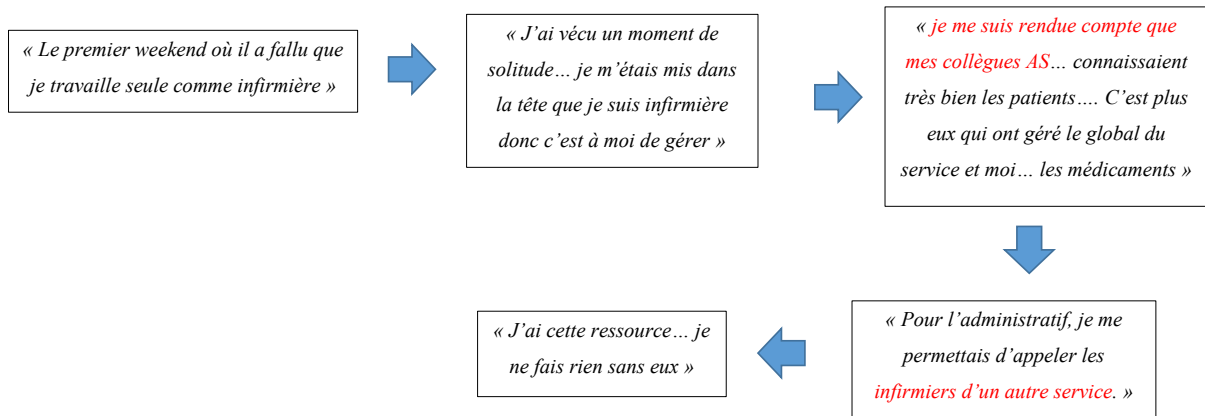 « Le premier weekend où il a fallu que
je travaille seule comme infirmière »
« J’ai vécu un moment de
solitude… je m’étais mis dans
la tête que je suis infirmière
donc c’est à moi de gérer »
« je me suis rendue compte que
mes collègues AS… connaissaient
très bien les patients…. C’est plus
eux qui ont géré le global du
service et moi… les médicaments »
« Pour l’administratif, je me
permettais d’appeler les
infirmiers d’un autre service. »
« J’ai cette ressource… je
ne fais rien sans eux »